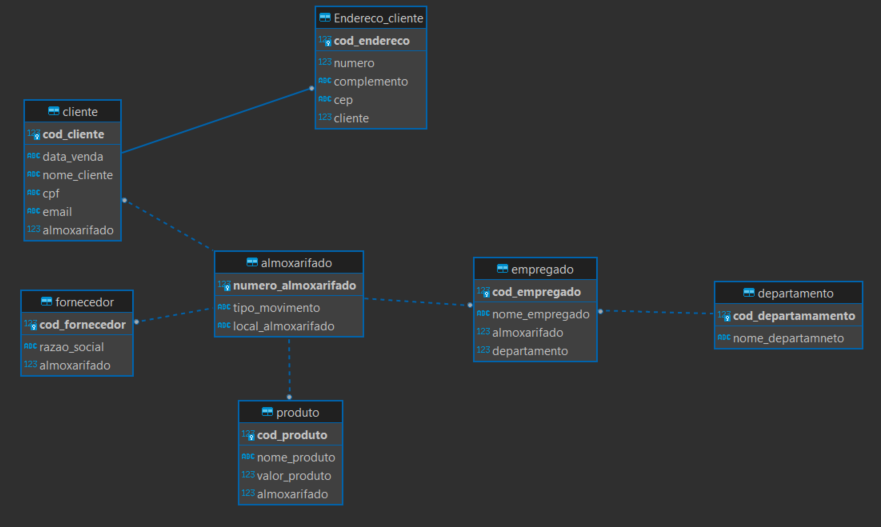 Endereco_cliente
123 cod_endereco
123 numero
ABC complemento
ABC cep
123 cliente
cliente
123 cod_cliente
ABC data_venda
ABC nome_cliente
ABC cpf
ABC email
123 almoxarifado
almoxarifado
123 numero_almoxarifado
ABC tipo_movimento
ABC local_almoxarifado
empregado
123 cod_empregado
ABC nome_empregado
123 almoxarifado
123 departamento
departamento
123 cod_departamamento
ABC nome_departamneto
fornecedor
123 cod_fornecedor
ABC razao_social
123 almoxarifado
produto
123 cod_produto
ABC nome_produto
123 valor_produto
123 almoxarifado